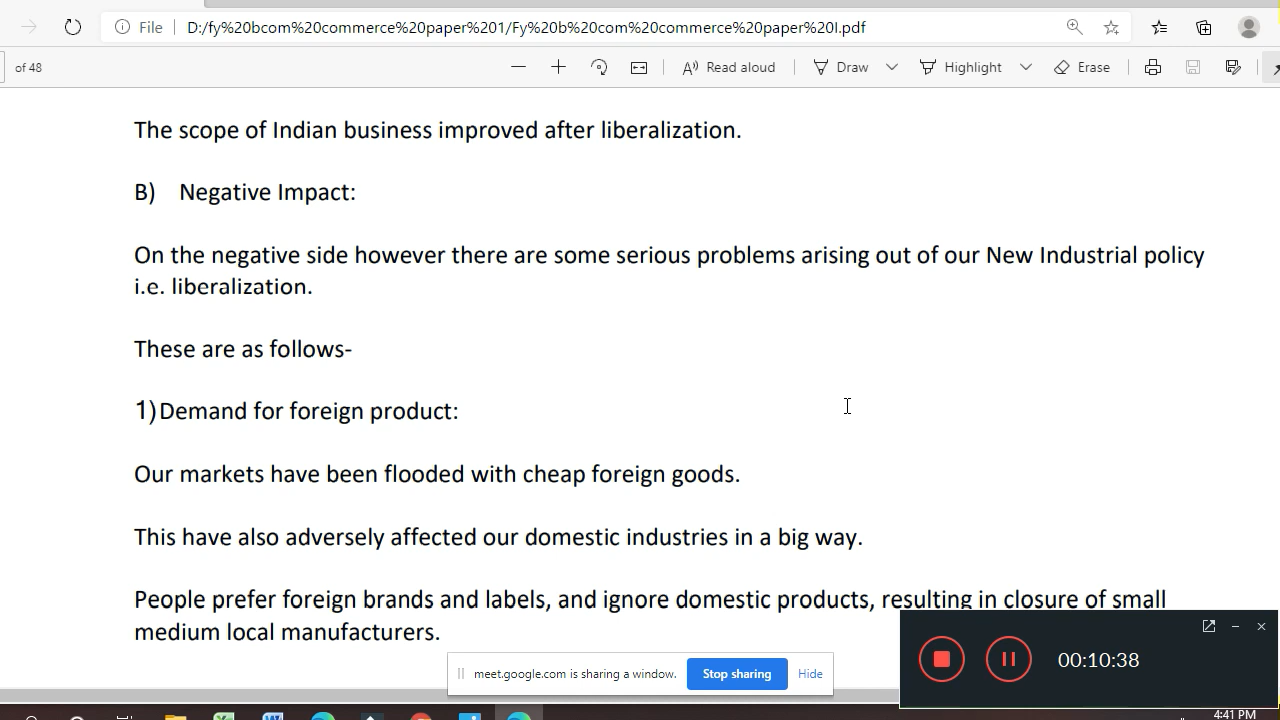 File D:/fy%20bcom%20commerce%20paper%201/Fy%20b%20com%20commerce%20paper%20I.pdf
of 48 Read aloud Draw Highlight Erase
The scope of Indian business improved after liberalization.
B) Negative Impact:
On the negative side however there are some serious problems arising out of our New Industrial policy
i.e. liberalization.
These are as follows-
1)Demand for foreign product:
Our markets have been flooded with cheap foreign goods.
This have also adversely affected our domestic industries in a big way.
People prefer foreign brands and labels, and ignore domestic products, resulting in closure of small
medium local manufacturers.
00:10:38
meet.google.com is sharing a window. Stop sharing Hide
4:41 PM